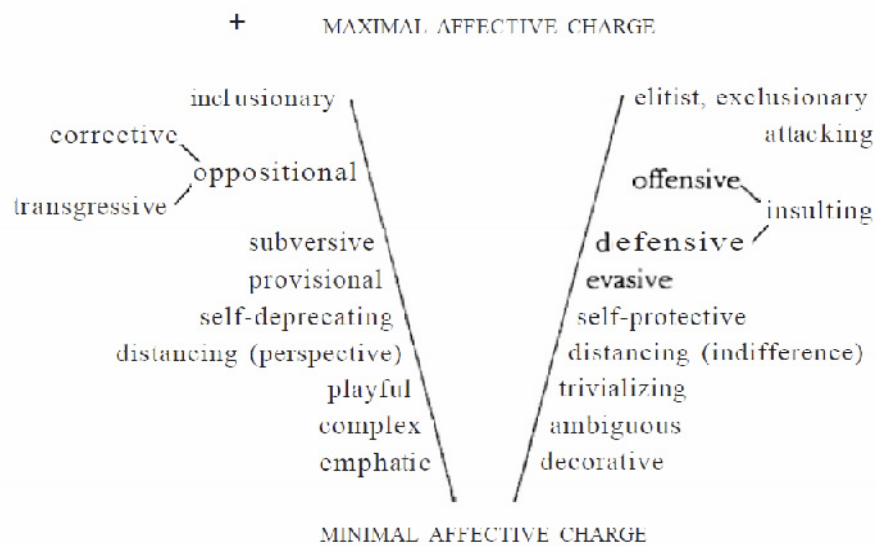 + MAXIMAL AFFECTIVE CHARGE
inclusionary
elitist, exclusionary
corrective
attacking
oppositional
offensive
transgressive
insulting
subversive
defensive
provisional
evasive
self-deprecating
self-protective
distancing (perspective)
distancing (indifference)
playful
trivializing
complex
ambiguous
emphatic
decorative
MINIMAL AFFECTIVE CHARGE